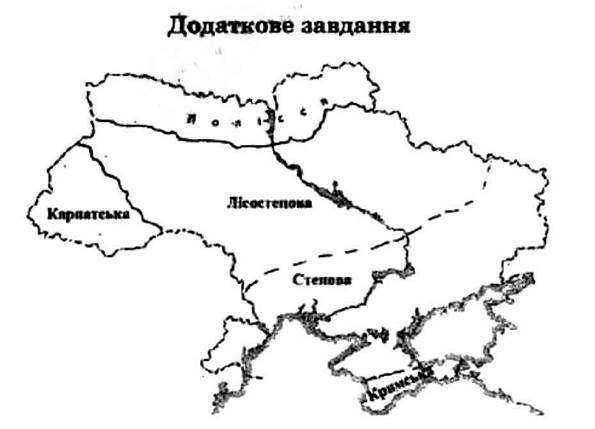 Додаткове завдання
Полісся
Карпатська
Лісостепова
Степова
Кримська